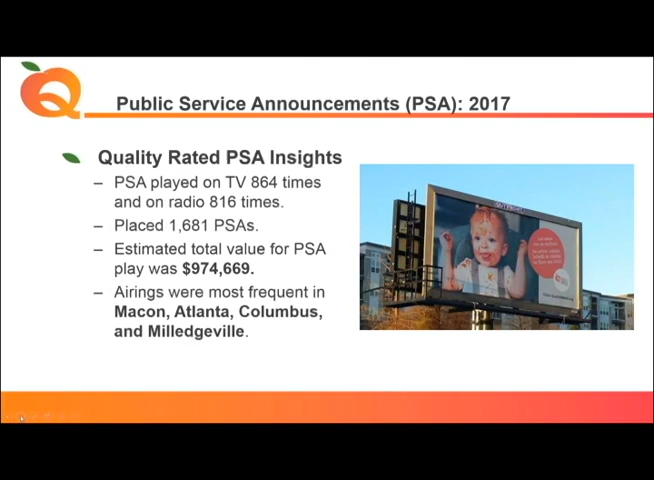 Public Service Announcements (PSA): 2017
Quality Rated PSA Insights
– PSA played on TV 864 times
and on radio 816 times.
– Placed 1,681 PSAs.
– Estimated total value for PSA
play was $974,669.
– Airings were most frequent in
Macon, Atlanta, Columbus,
and Milledgeville.